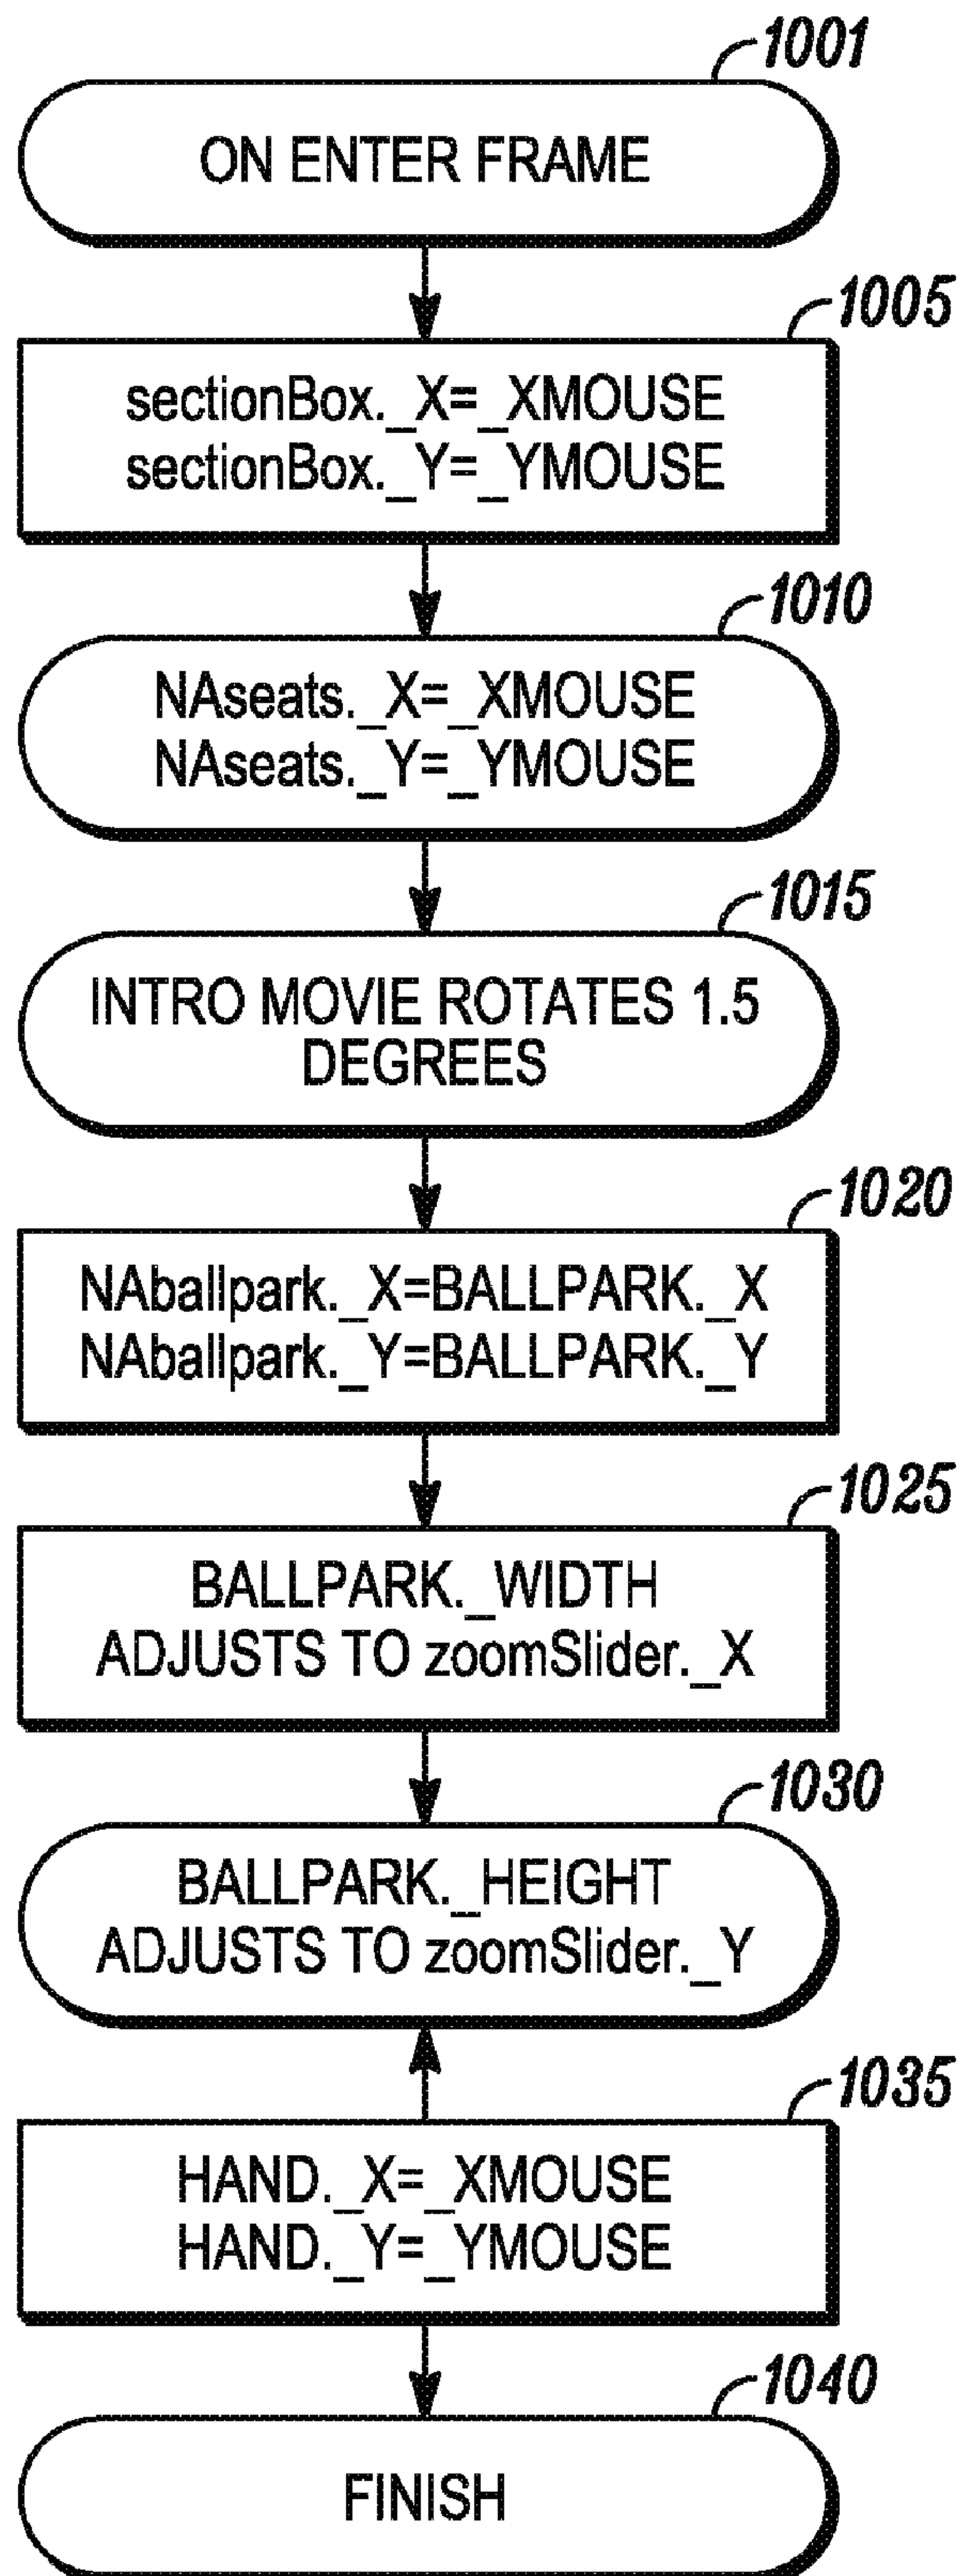 1001
ON ENTER FRAME
1005
sectionBox._X=_XMOUSE
sectionBox._Y=_YMOUSE
1010
NAseats._X=_XMOUSE
NAseats._Y=_YMOUSE
1015
INTRO MOVIE ROTATES 1.5
DEGREES
1020
NAballpark._X=BALLPARK._X
NAballpark._Y=BALLPARK._Y
1025
BALLPARK._WIDTH
ADJUSTS TO zoomSlider._X
1030
BALLPARK._HEIGHT
ADJUSTS TO zoomSlider._Y
1035
HAND._X=_XMOUSE
HAND._Y=_YMOUSE
1040
FINISH